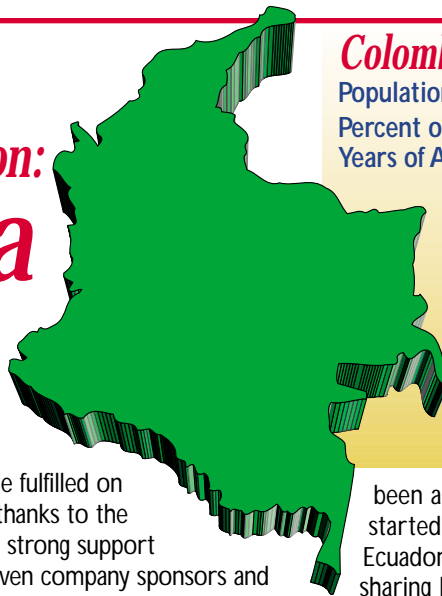 on:
a
Colomb
Population
Percent o
Years of A
e fulfilled on
thanks to the
strong support
ven company sponsors and
been a
started
Ecuador
sharing